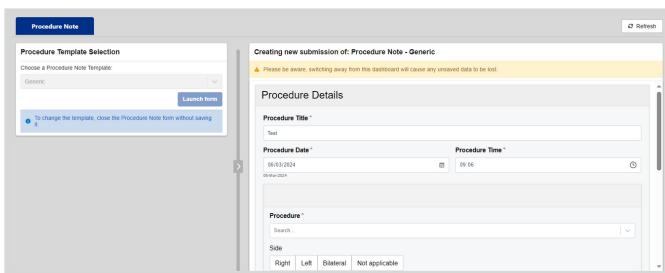 Procedure Note
Refresh
Procedure Template Selection
Choose a Procedure Note Template:
Generic
Launch form
To change the template, close the Procedure Note form without saving
it.
Creating new submission of: Procedure Note - Generic
Please be aware, switching away from this dashboard will cause any unsaved data to be lost.
Procedure Details
Procedure Title *
Test
Procedure Date * Procedure Time *
06/03/2024 09:06
06-Mar-2024
Procedure *
Search...
Side
Right Left Bilateral Not applicable